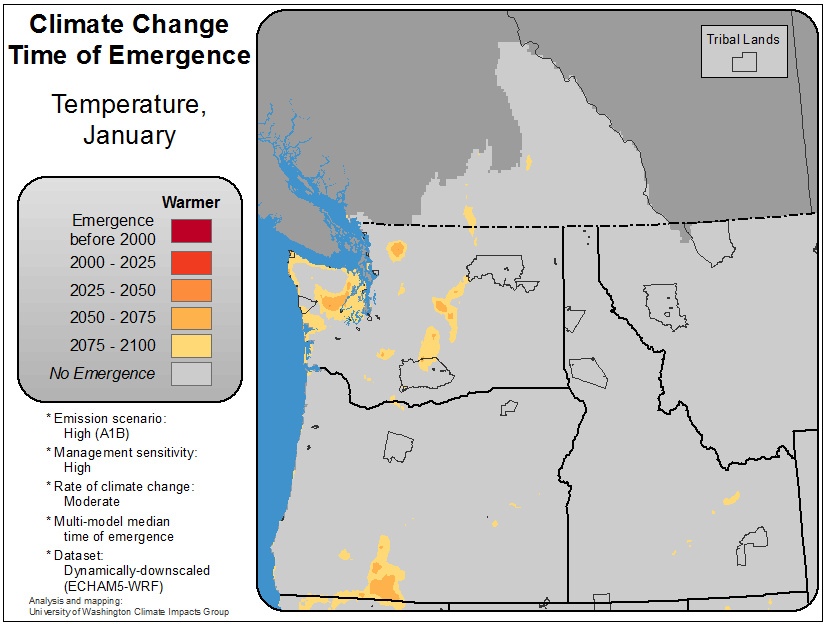 Climate Change
Time of Emergence
Temperature,
January
Warmer
Emergence
before 2000
2000 - 2025
2025 - 2050
2050 - 2075
2075 - 2100
No Emergence
* Emission scenario:
High (A1B)
* Management sensitivity:
High
* Rate of climate change:
Moderate
* Multi-model median
time of emergence
* Dataset:
Dynamically-downscaled
(ECHAM5-WRF)
Analysis and mapping:
University of Washington Climate Impacts Group
Tribal Lands